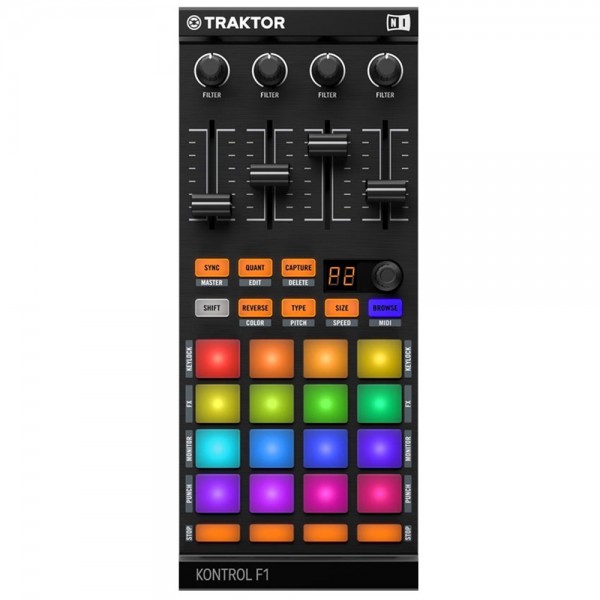 TRAKTOR NI
FILTER FILTER FILTER FILTER
SYNC QUANT CAPTURE
MASTER EDIT DELETE
SHIFT REVERSE TYPE SIZE BROWSE
COLOR PITCH SPEED MIDI
KEYLOCK KEYLOCK
FX FX
MONITOR MONITOR
PUNCH PUNCH
STOP STOP
KONTROL F1